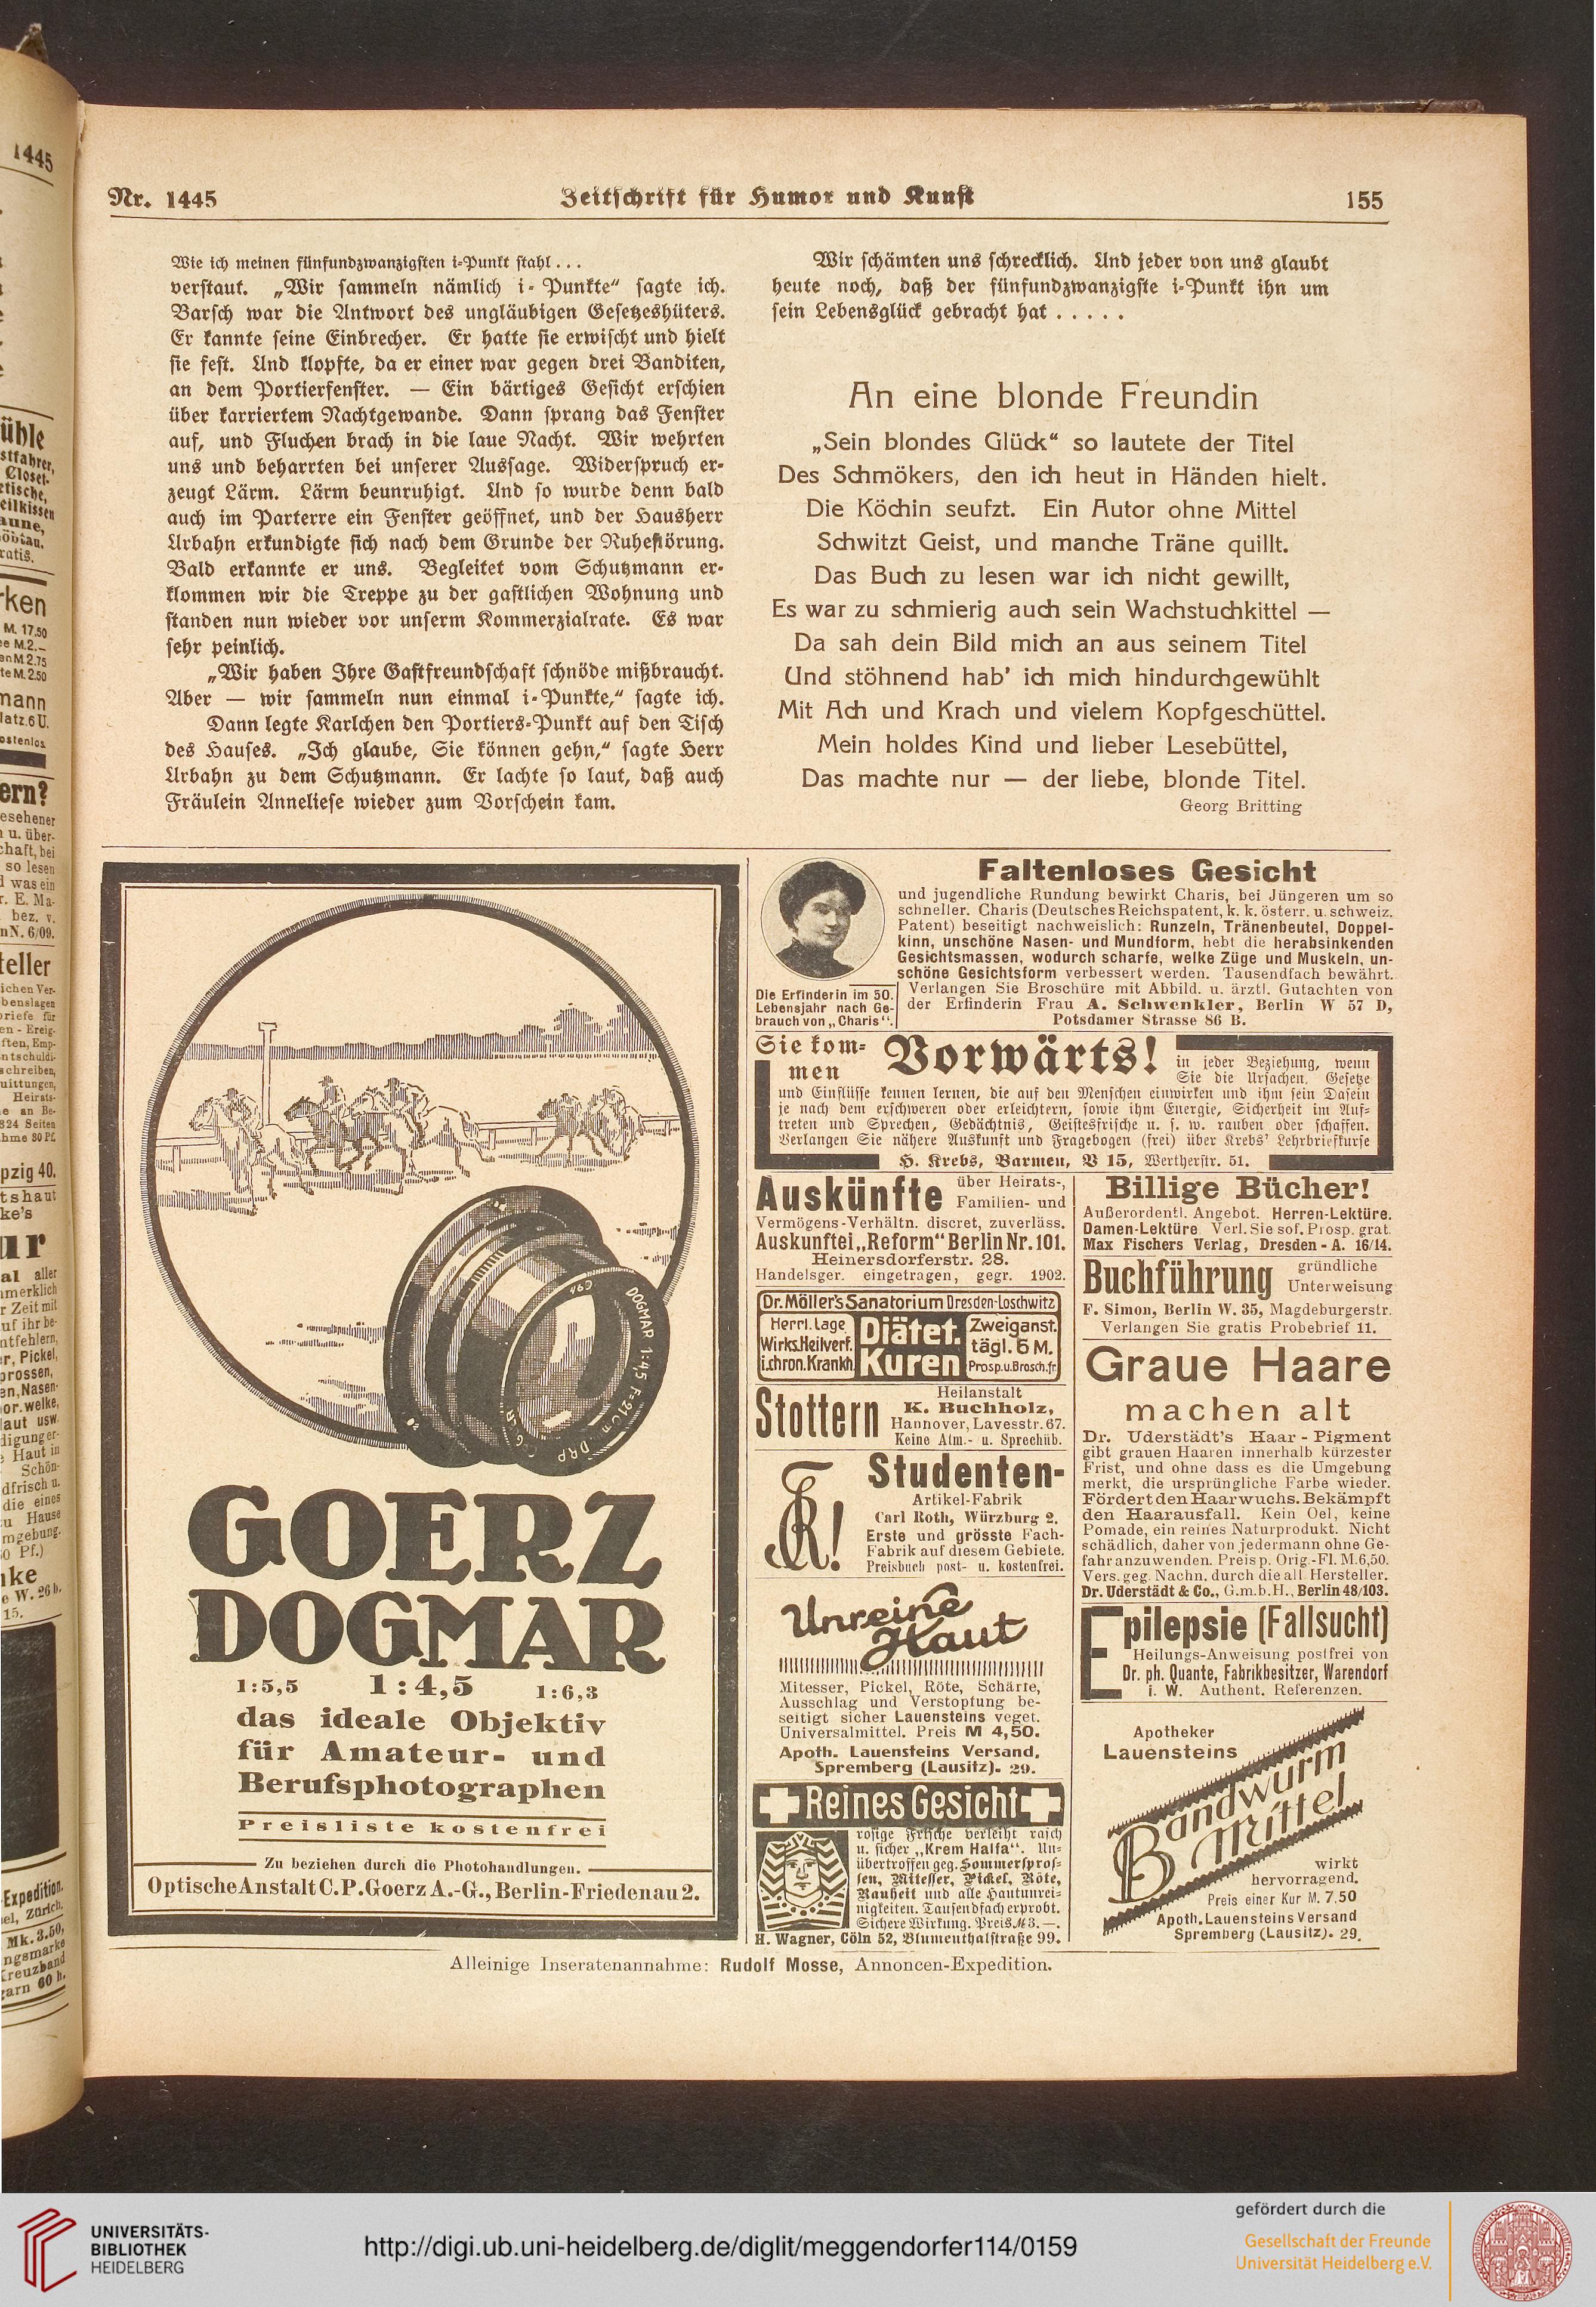 Nr. 1445
Zeitschrift für Humor und Kunst
155
Wie ich meinen fünfundzwanzigsten i-Punkt stahl . . .
verstaut. „Wir sammeln nämlich i-Punkte“ sagte ich.
Barsch war die Antwort des ungläubigen Gesetzeshüters.
Er kannte seine Einbrecher. Er hatte sie erwischt und hielt
sie fest. Und klopfte, da er einer war gegen drei Banditen,
an dem Portierfenster. — Ein bärtiges Gesicht erschien
über karriertem Nachtgewande. Dann sprang das Fenster
auf, und Fluchen brach in die laue Nacht. Wir wehrten
uns und beharrten bei unserer Aussage. Widerspruch er-
zeugt Lärm. Lärm beunruhigt. Und so wurde denn bald
auch im Parterre ein Fenster geöffnet, und der Hausherr
Urbahn erkundigte sich nach dem Grunde der Ruhestörung.
Bald erkannte er uns. Begleitet vom Schutzmann er-
klommen wir die Treppe zu der gastlichen Wohnung und
standen nun wieder vor unserm Kommerzialrate. Es war
sehr peinlich.
„Wir haben Ihre Gastfreundschaft schnöde mißbraucht.
Aber — wir sammeln nun einmal i-Punkte,“ sagte ich.
Dann legte Karlchen den Portiers-Punkt auf den Tisch
des Hauses. „Ich glaube, Sie können gehn,“ sagte Herr
Urbahn zu dem Schutzmann. Er lachte so laut, daß auch
Fräulein Anneliese wieder zum Vorschein kam.
Wir schämten uns schrecklich. Und jeder von uns glaubt
heute noch, daß der fünfundzwanzigste i-Punkt ihn um
sein Lebensglück gebracht hat . . . . .
An eine blonde Freundin
„Sein blondes Glück“ so lautete der Titel
Des Schmökers, den ich heut in Händen hielt.
Die Köchin seufzt. Ein Autor ohne Mittel
Schwitzt Geist, und manche Träne quillt.
Das Buch zu lesen war ich nicht gewillt,
Es war zu schmierig auch sein Wachstuchkittel —
Da sah dein Bild mich an aus seinem Titel
Und stöhnend hab' ich mich hindurchgewühlt
Mit Ach und Krach und vielem Kopfgeschüttel.
Mein holdes Kind und lieber Lesebüttel,
Das machte nur — der liebe, blonde Titel.
Georg Britting
DOGMAR 1:4,5 F=21cm DRP
GOERZ
DOGMAR
1:5,5 1:4,5 1:6,3
das ideale Objektiv
für Amateur- und
Berufsphotographen
Preisliste kostenfrei
Zu beziehen durch die Photohandlungen.
Optische Anstalt C. P. Goerz A.-G., Berlin-Friedenau 2.
Faltenloses Gesicht
und jugendliche Rundung bewirkt Charis, bei Jüngeren um so
schneller. Charis (Deutsches Reichspatent, k. k. österr. u. schweiz.
Patent) beseitigt nachweislich: Runzeln, Tränenbeutel, Doppel-
kinn, unschöne Nasen- und Mundform, hebt die herabsinkenden
Gesichtsmassen, wodurch scharfe, welke Züge und Muskeln, un-
schöne Gesichtsform verbessert werden. Tausendfach bewährt.
Verlangen Sie Broschüre mit Abbild. u. ärztl. Gutachten von
der Erfinderin Frau A. Schwenkler, Berlin W 57 D,
Potsdamer Strasse 86 B.
Die Erfinderin im 50.
Lebensjahr nach Ge-
brauch von „Charis“.
Sie kom-
men
Vorwärts!
in jeder Beziehung, wenn
Sie die Ursachen, Gesetze
und Einflüsse kennen lernen, die auf den Menschen einwirken und ihm sein Dasein
je nach dem erschweren oder erleichtern, sowie ihm Energie, Sicherheit im Auf-
treten und Sprechen, Gedächtnis, Geistesfrische u. s. w. rauben oder schaffen.
Verlangen Sie nähere Auskunft und Fragebogen (frei) über Krebs' Lehrbriefkurse
H. Krebs, Barmen, B 15, Wertherstr. 51.
Auskünfte
über Heirats-,
Familien- und
Vermögens-Verhältn. discret, zuverläss.
Auskunftei „Reform“ Berlin Nr. 101.
Heinersdorferstr. 28.
Handelsger. eingetragen, gegr. 1902.
Dr. Möller's Sanatorium Dresden-Loschwitz
Herrl. Lage
Wirks. Heilverf.
i. chron. Krankh.
Diätet.
Kuren
Zweiganst.
tägl. 6 M.
Prosp. u. Brosch. fr.
Stottern
Heilanstalt
K. Buchholz,
Hannover, Lavesstr. 67.
Keine Atm.- u. Sprechüb.
Studenten-
Artikel-Fabrik
Carl Roth, Würzburg 2.
Erste und grösste Fach-
Fabrik auf diesem Gebiete.
Preisbuch post- u. kostenfrei.
Unreine
Haut
Mitesser, Pickel, Röte, Schärfe,
Ausschlag und Verstopfung be-
seitigt sicher Lauensteins veget.
Universalmittel. Preis M 4,50.
Apoth. Lauensteins Versand,
Spremberg (Lausitz). 29.
Reines Gesicht
rosige Frische verleiht rasch
u. sicher „Krem Halfa“. Un-
übertroffen geg. Sommerspros-
sen, Mitesser, Pickel, Röte,
Rauheit und alle Hautunrei-
nigkeiten. Tausendfach erprobt.
Sichere Wirkung. Preis M 3.—.
H. Wagner, Cöln 52, Blumenthalstraße 99.
Billige Bücher!
Außerordentl. Angebot. Herren-Lektüre.
Damen-Lektüre Verl. Sie sof. Prosp. grat.
Max Fischers Verlag, Dresden-A. 16/14.
Buchführung
gründliche
Unterweisung
F. Simon, Berlin W. 35, Magdeburgerstr.
Verlangen Sie gratis Probebrief 11.
Graue Haare
machen alt
Dr. Uderstädt's Haar-Pigment
gibt grauen Haaren innerhalb kürzester
Frist, und ohne dass es die Umgebung
merkt, die ursprüngliche Farbe wieder.
Fördert den Haarwuchs. Bekämpft
den Haarausfall. Kein Oel, keine
Pomade, ein reines Naturprodukt. Nicht
schädlich, daher von jedermann ohne Ge-
fahr anzuwenden. Preis p. Orig.-Fl. M. 6,50.
Vers. geg. Nachn. durch die all. Hersteller.
Dr. Uderstädt & Co., G.m.b.H., Berlin 48/103.
Epilepsie (Fallsucht)
Heilungs-Anweisung postfrei von
Dr. ph. Quante, Fabrikbesitzer, Warendorf
i. W. Authent. Referenzen.
Apotheker
Lauensteins
Bandwurm
Mittel
wirkt
hervorragend.
Preis einer Kur M. 7.50
Apoth. Lauensteins Versand
Spremberg (Lausitz). 29.
Alleinige Inseratenannahme: Rudolf Mosse, Annoncen-Expedition.
UNIVERSITÄTS-
BIBLIOTHEK
HEIDELBERG
http://digi.ub.uni-heidelberg.de/diglit/meggendorfer114/0159
gefördert durch die
Gesellschaft der Freunde
Universität Heidelberg e.V.